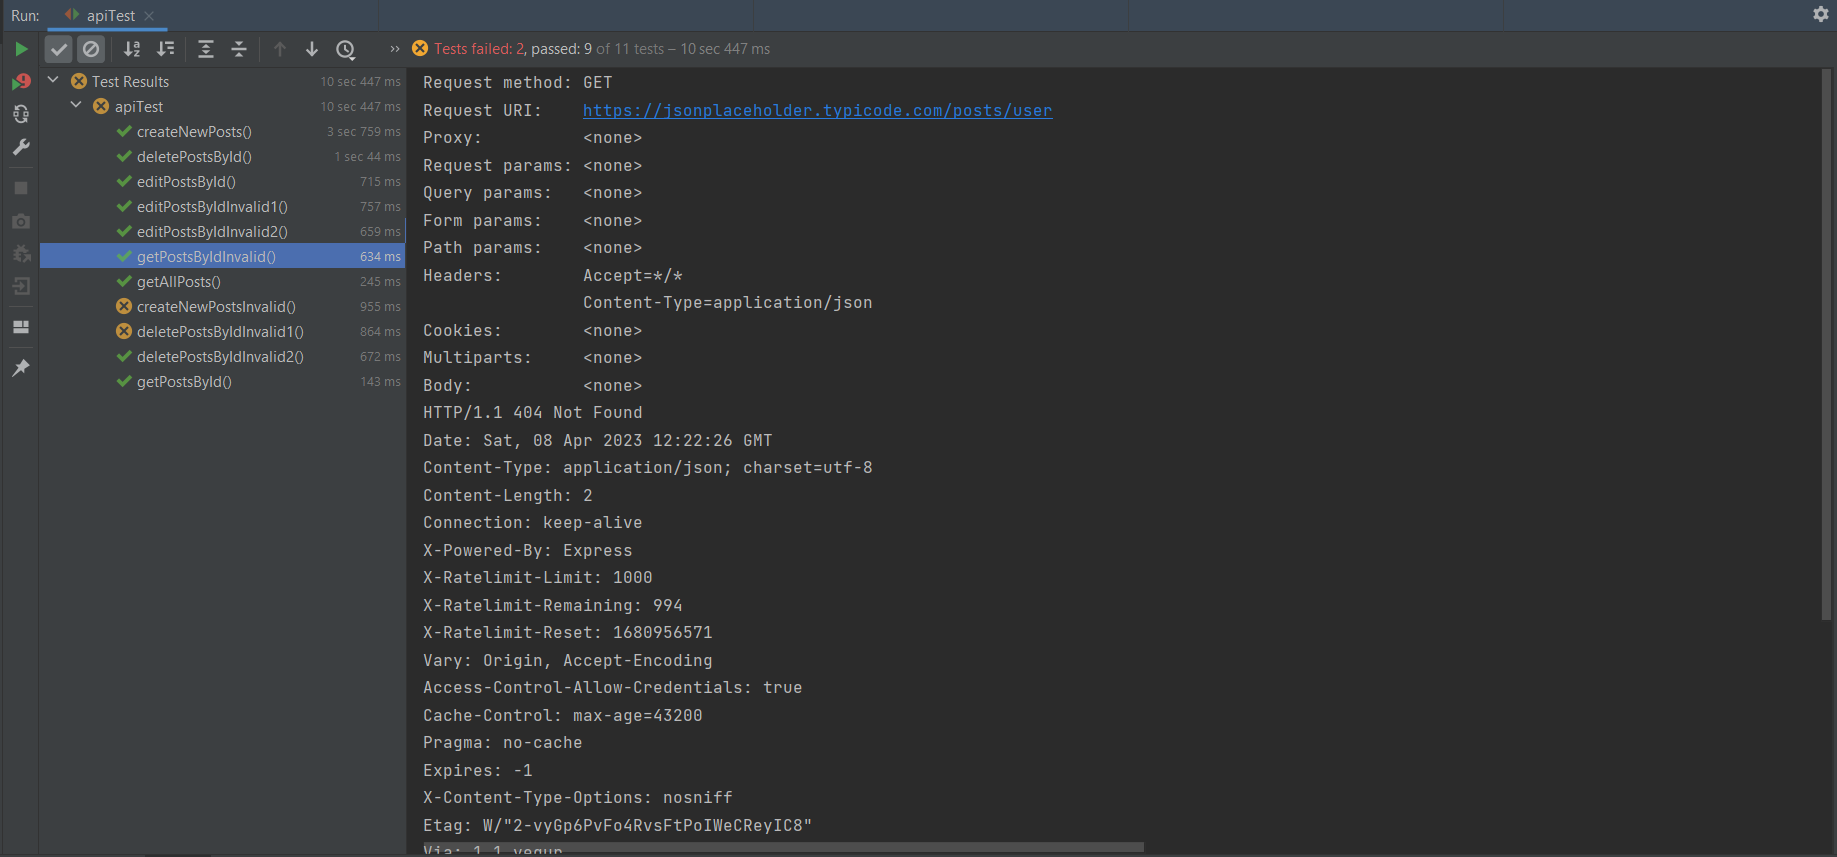 Run: apiTest
Tests failed: 2, passed: 9 of 11 tests – 10 sec 447 ms
Test Results 10 sec 447 ms
apiTest 10 sec 447 ms
createNewPosts() 3 sec 759 ms
deletePostsById() 1 sec 44 ms
editPostsById() 715 ms
editPostsByIdInvalid1() 757 ms
editPostsByIdInvalid2() 659 ms
getPostsByIdInvalid() 634 ms
getAllPosts() 245 ms
createNewPostsInvalid() 955 ms
deletePostsByIdInvalid1() 864 ms
deletePostsByIdInvalid2() 672 ms
getPostsById() 143 ms
Request method: GET
Request URI: https://jsonplaceholder.typicode.com/posts/user
Proxy: <none>
Request params: <none>
Query params: <none>
Form params: <none>
Path params: <none>
Headers: Accept=*/*
Content-Type=application/json
Cookies: <none>
Multiparts: <none>
Body: <none>
HTTP/1.1 404 Not Found
Date: Sat, 08 Apr 2023 12:22:26 GMT
Content-Type: application/json; charset=utf-8
Content-Length: 2
Connection: keep-alive
X-Powered-By: Express
X-Ratelimit-Limit: 1000
X-Ratelimit-Remaining: 994
X-Ratelimit-Reset: 1680956571
Vary: Origin, Accept-Encoding
Access-Control-Allow-Credentials: true
Cache-Control: max-age=43200
Pragma: no-cache
Expires: -1
X-Content-Type-Options: nosniff
Etag: W/"2-vyGp6PvFo4RvsFtPoIWeCReyIC8"
Via: 1.1 vegur